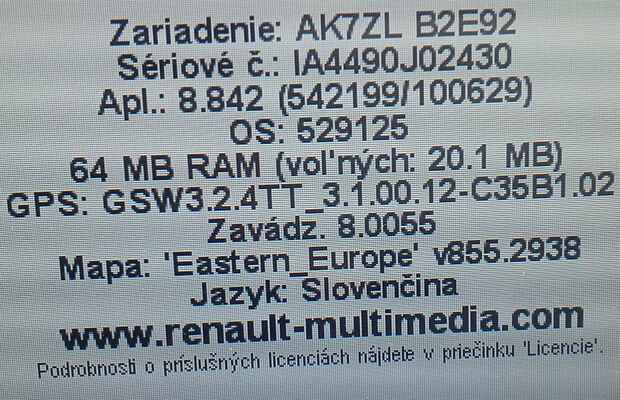 Zariadenie: AK7ZL B2E92
Sériové č.: IA4490J02430
Apl.: 8.842 (542199/100629)
OS: 529125
64 MB RAM (voľných: 20.1 MB)
GPS: GSW3.2.4TT_3.1.00.12-C35B1.02
Zavádz. 8.0055
Mapa: 'Eastern_Europe' v855.2938
Jazyk: Slovenčina
www.renault-multimedia.com
Podrobnosti o príslušných licenciách nájdete v priečinku 'Licencie'.